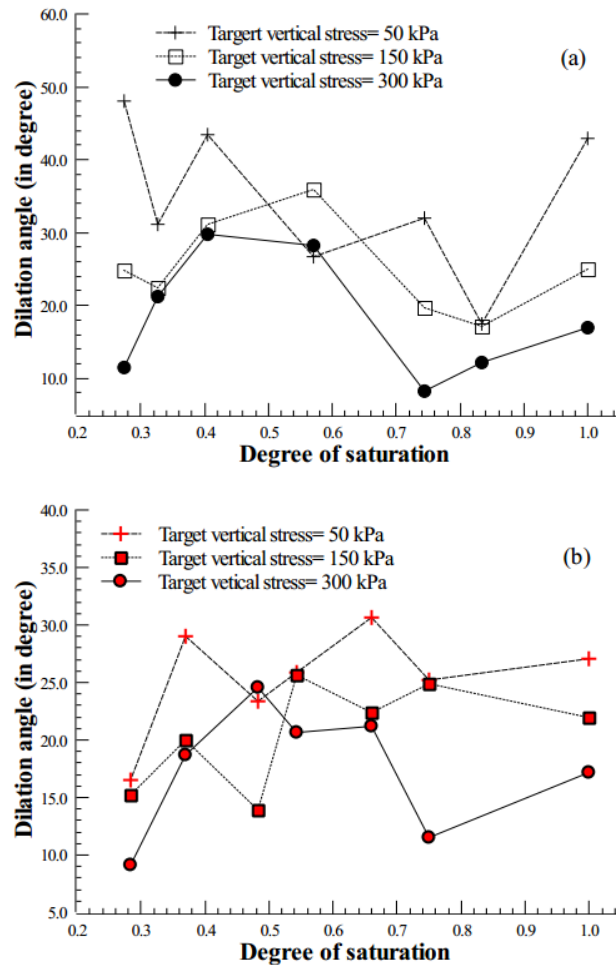 60.0
50.0
40.0
30.0
20.0
10.0
Dilation angle (in degree)
Targert vertical stress= 50 kPa
Target vertical stress= 150 kPa
Target vertical stress= 300 kPa
(a)
0.2 0.3 0.4 0.5 0.6 0.7 0.8 0.9 1.0
Degree of saturation
40.0
35.0
30.0
25.0
20.0
15.0
10.0
5.0
Dilation angle (in degree)
Target vertical stress= 50 kPa
Target vertical stress= 150 kPa
Target vetical stress= 300 kPa
(b)
0.2 0.3 0.4 0.5 0.6 0.7 0.8 0.9 1.0
Degree of saturation